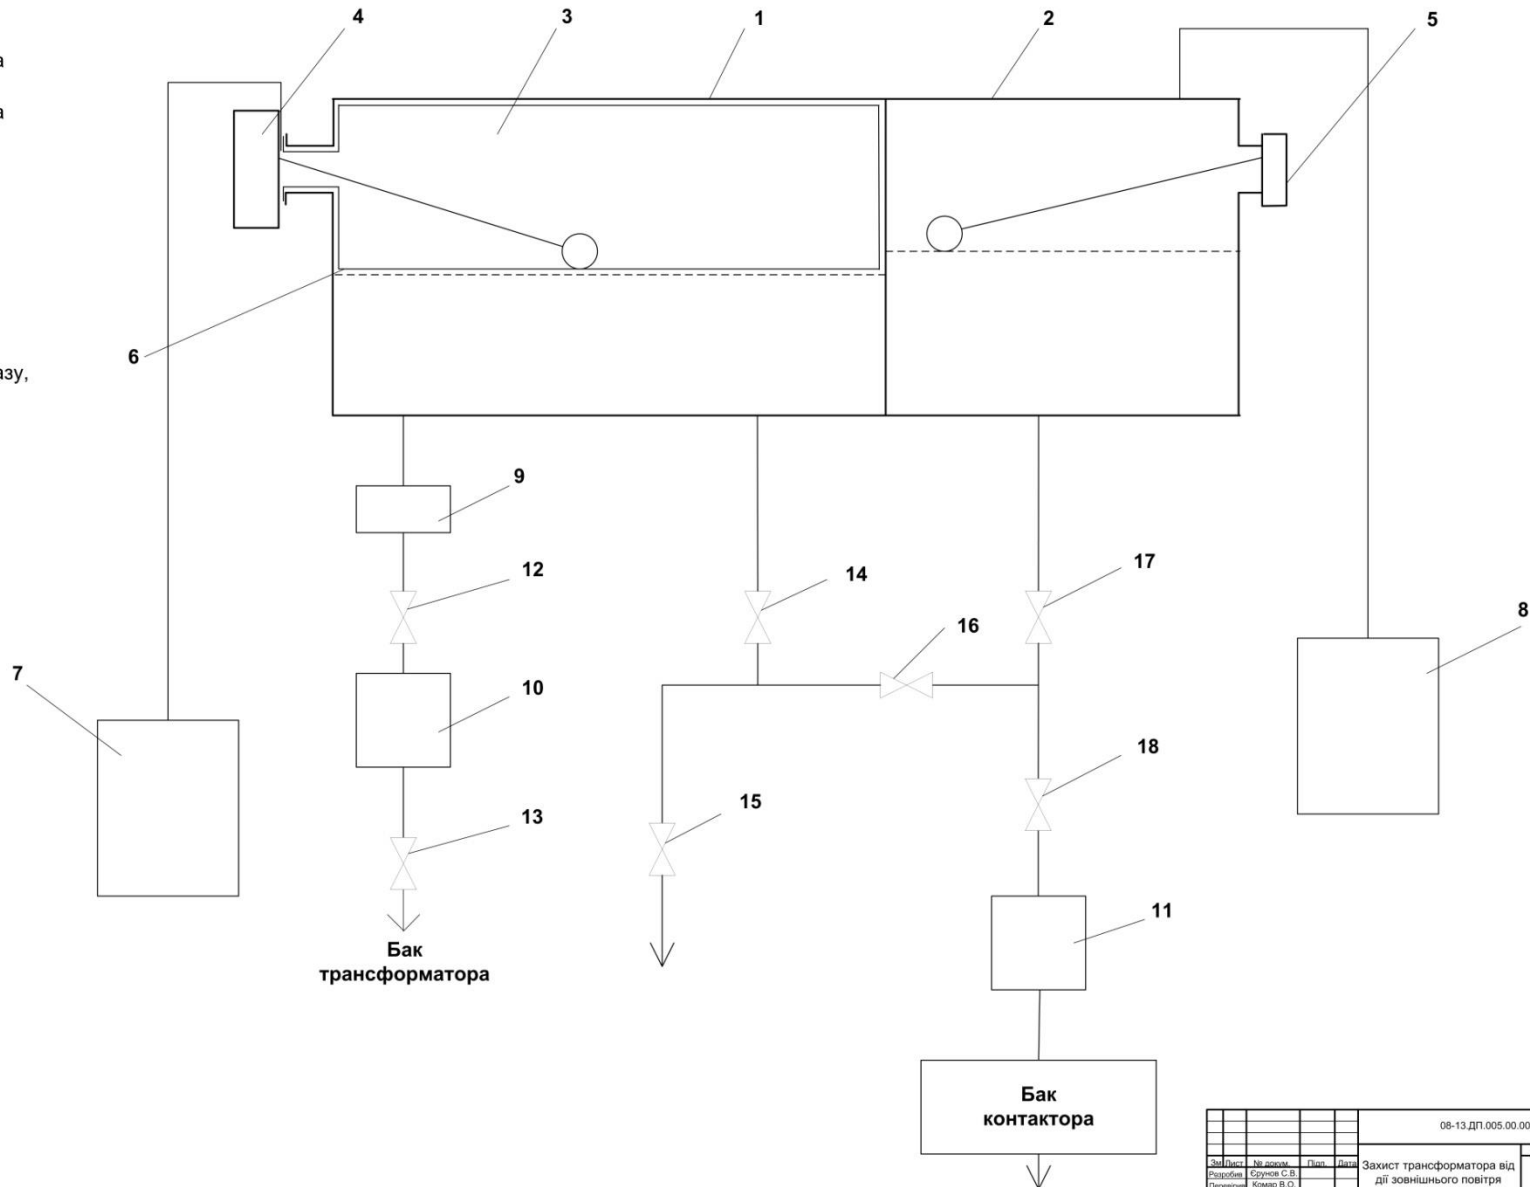 4
3
1
2
5
а
а
6
азу,
9
12
14
17
16
8
7
10
18
15
13
11
Бак
трансформатора
Бак
контактора
08-13.ДП.005.00.00
Зм Лист № докум. Підп. Дата
Розробив Єрунов С.В.
Перевірив Комар В.О.
Захист трансформатора від
дії зовнішнього повітря